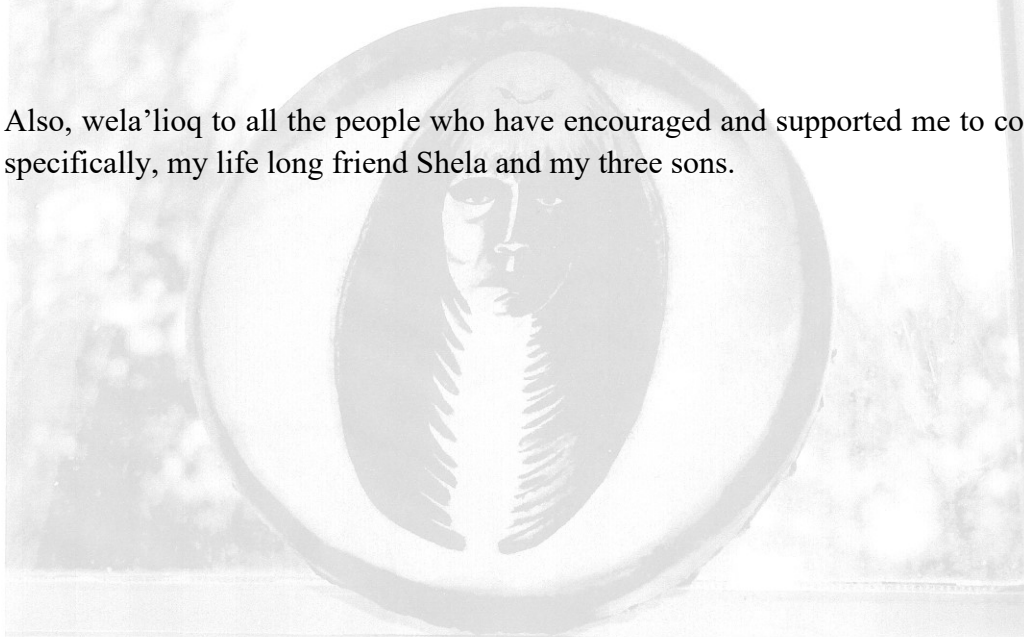 Also, wela’lioq to all the people who have encouraged and supported me to
specifically, my life long friend Shela and my three sons.